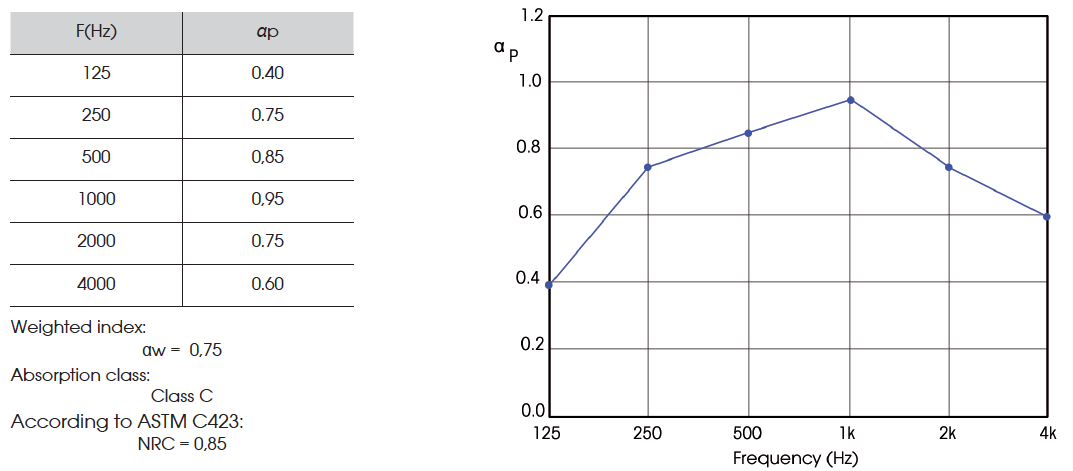 F(Hz) αp
125 0.40
250 0.75
500 0.85
1000 0,95
2000 0.75
4000 0.60
Weighted index:
αw = 0,75
Absorption class:
Class C
According to ASTM C423:
NRC = 0,85
1.2
α P
1.0
0.8
0.6
0.4
0.2
0.0
125 250 500 1k 2k 4k
Frequency (Hz)